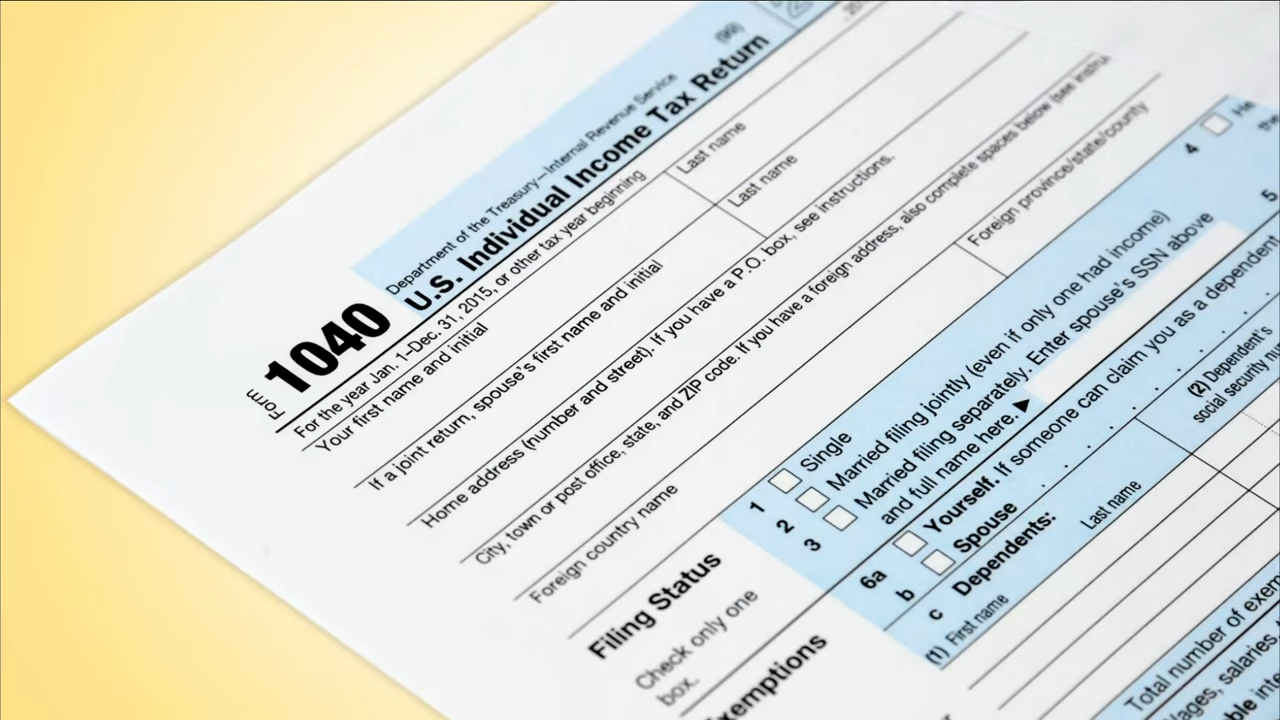 1040
Department of the Treasury—Internal Revenue Service
(99)
U.S. Individual Income Tax Return
For the year Jan. 1–Dec. 31, 2015, or other tax year beginning
, 20
Your first name and initial
Last name
If a joint return, spouse's first name and initial
Last name
Home address (number and street). If you have a P.O. box, see instructions.
City, town or post office, state, and ZIP code. If you have a foreign address, also complete spaces below (see
Foreign country name
Foreign province/state/county
Filing Status
Check only one
box.
1 Single
2 Married filing jointly (even if only one had income)
3 Married filing separately. Enter spouse's SSN above
and full name here. ▶
4
5
6a Yourself. If someone can claim you as a dependent
b Spouse
c Dependents:
(1) First name
Last name
(2) Dependent's
social security
Total number of